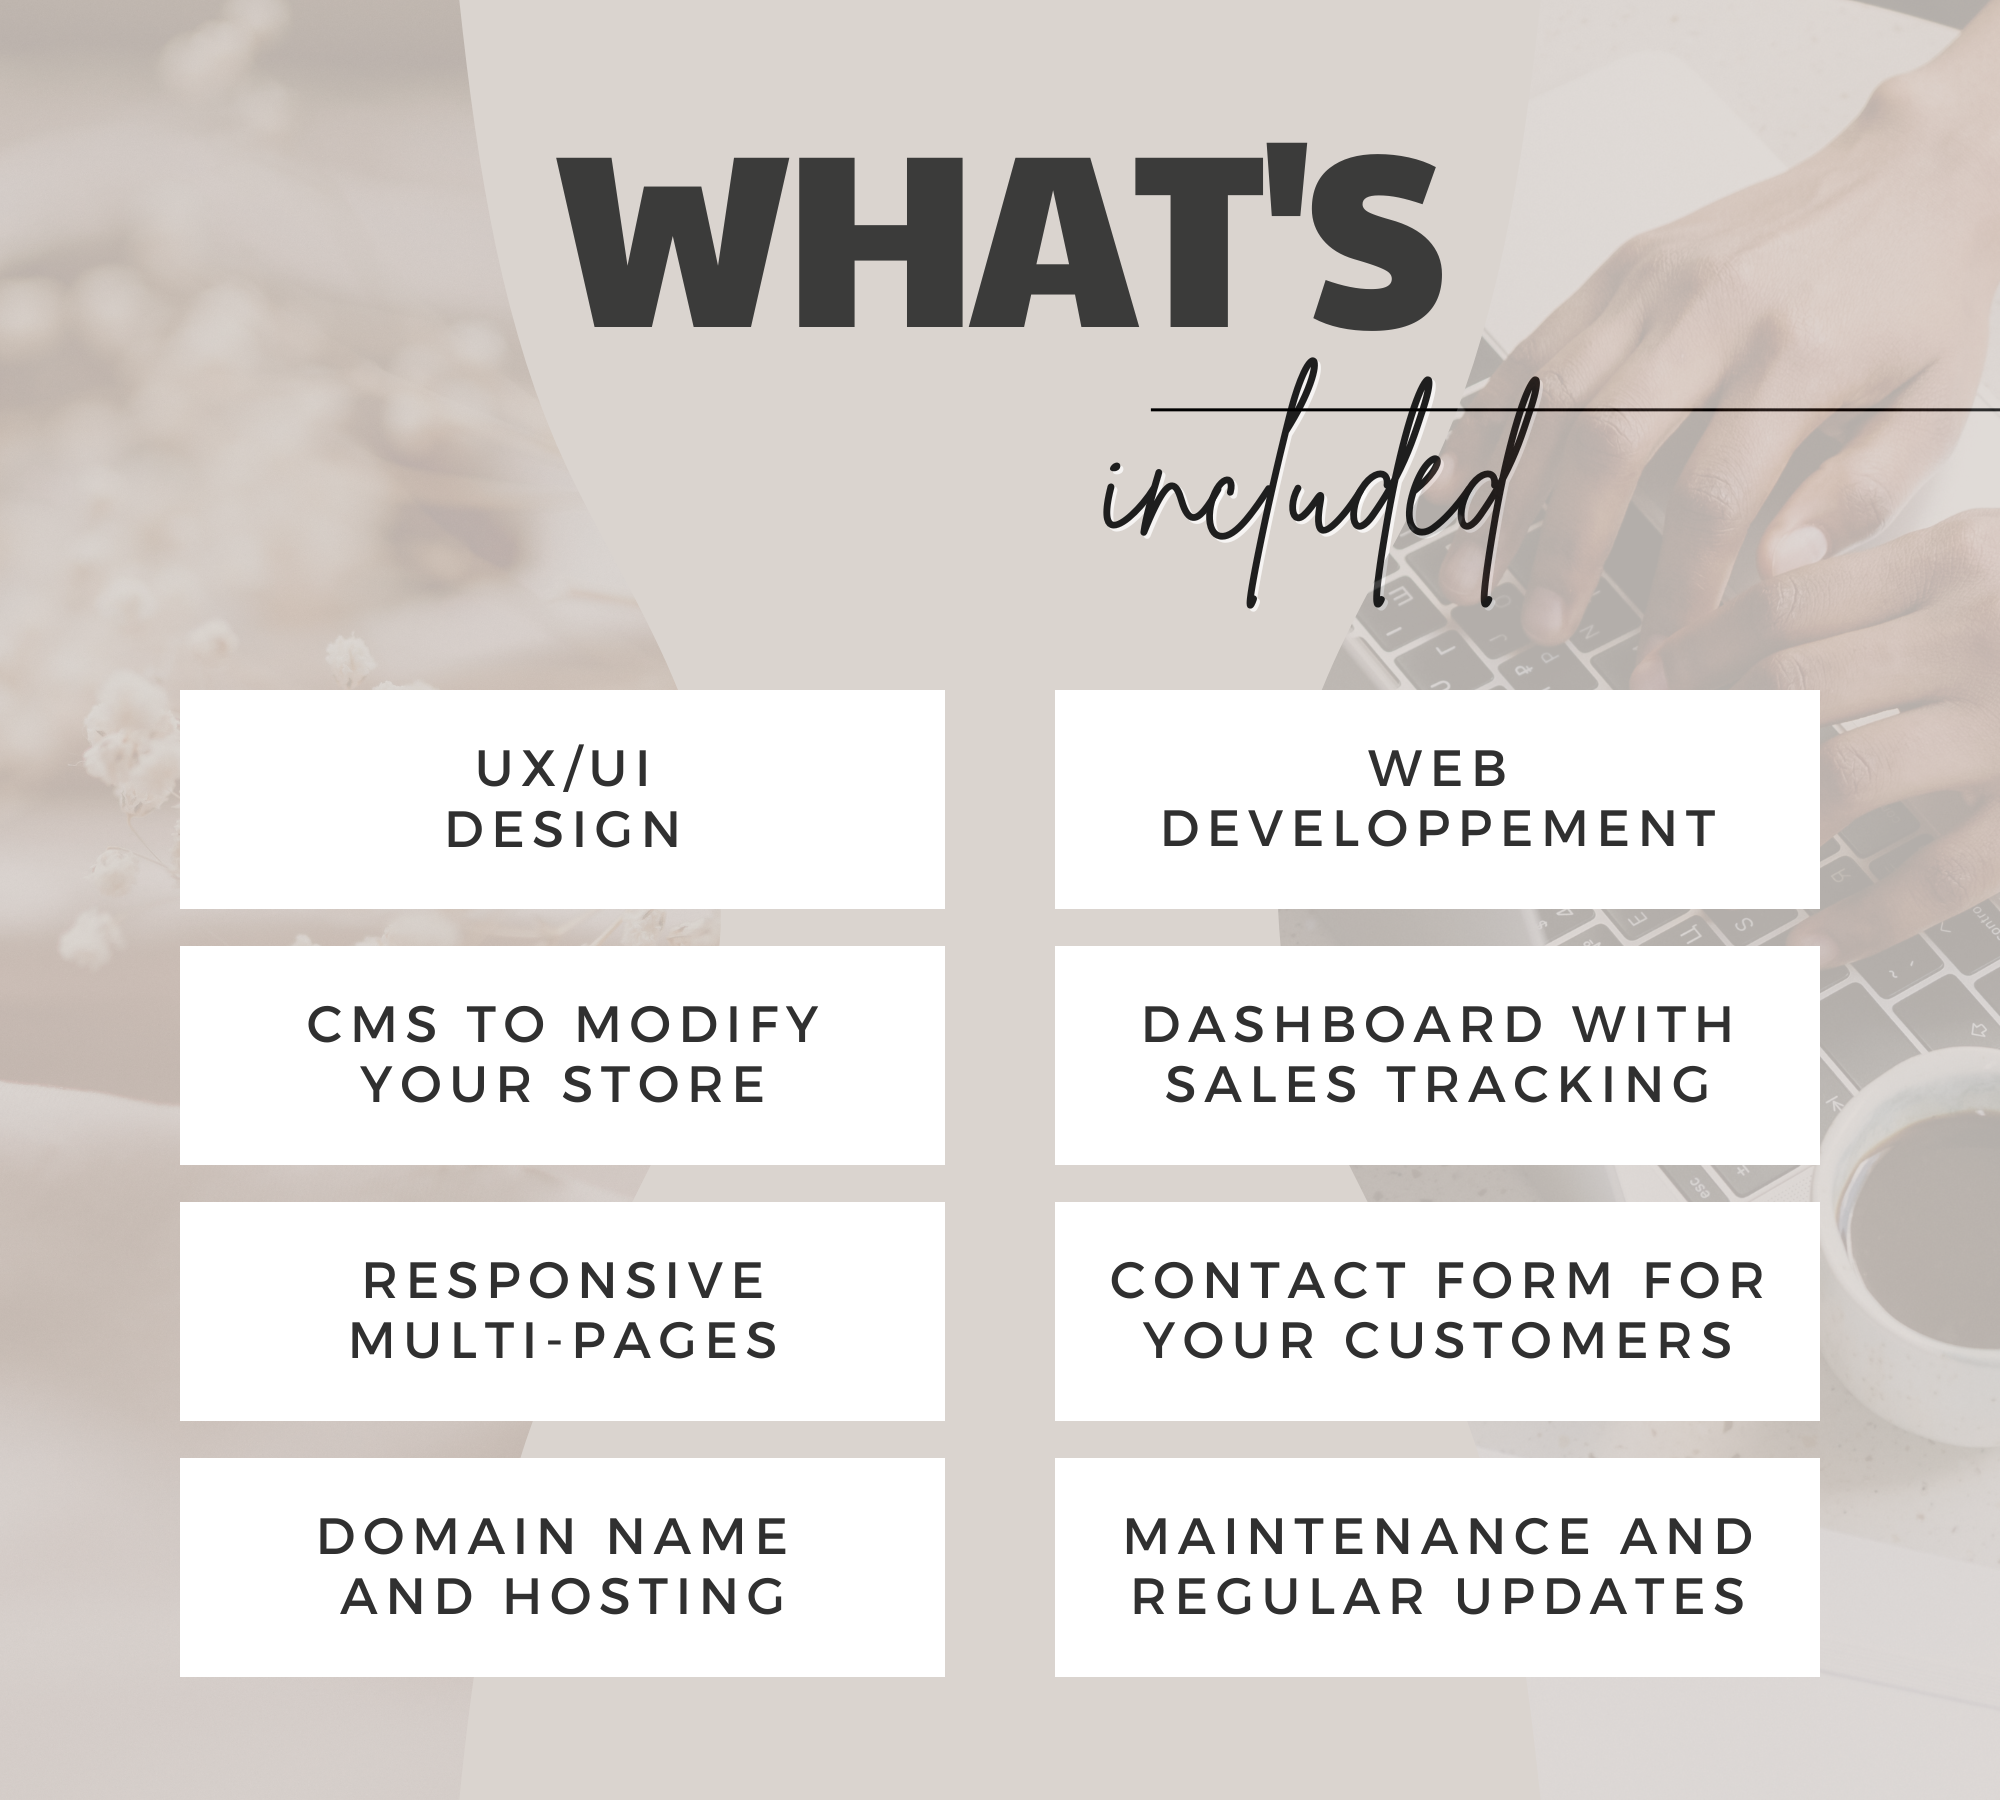 WHAT'S
included
UX/UI
DESIGN
WEB
DEVELOPPEMENT
CMS TO MODIFY
YOUR STORE
DASHBOARD WITH
SALES TRACKING
RESPONSIVE
MULTI-PAGES
CONTACT FORM FOR
YOUR CUSTOMERS
DOMAIN NAME
AND HOSTING
MAINTENANCE AND
REGULAR UPDATES
esc